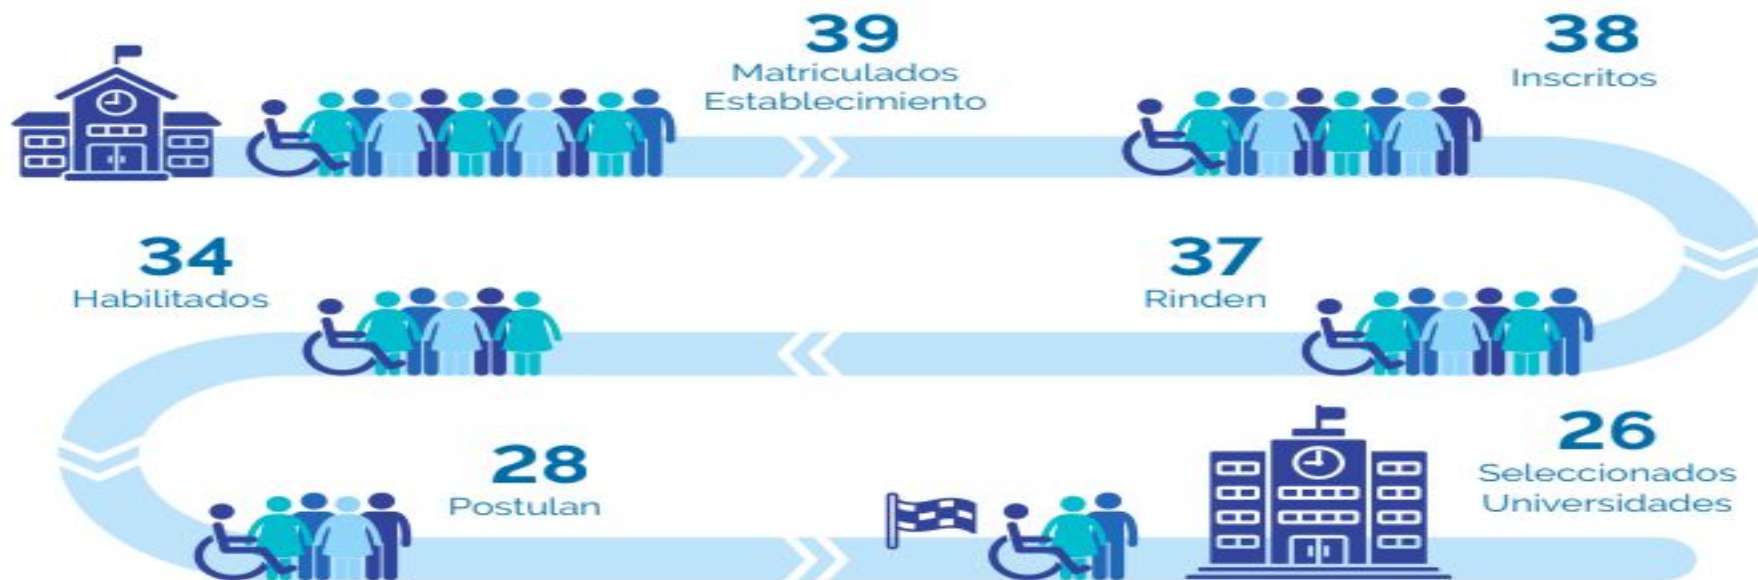 39
Matriculados
Establecimiento
38
Inscritos
37
Rinden
34
Habilitados
28
Postulan
26
Seleccionados
Universidades